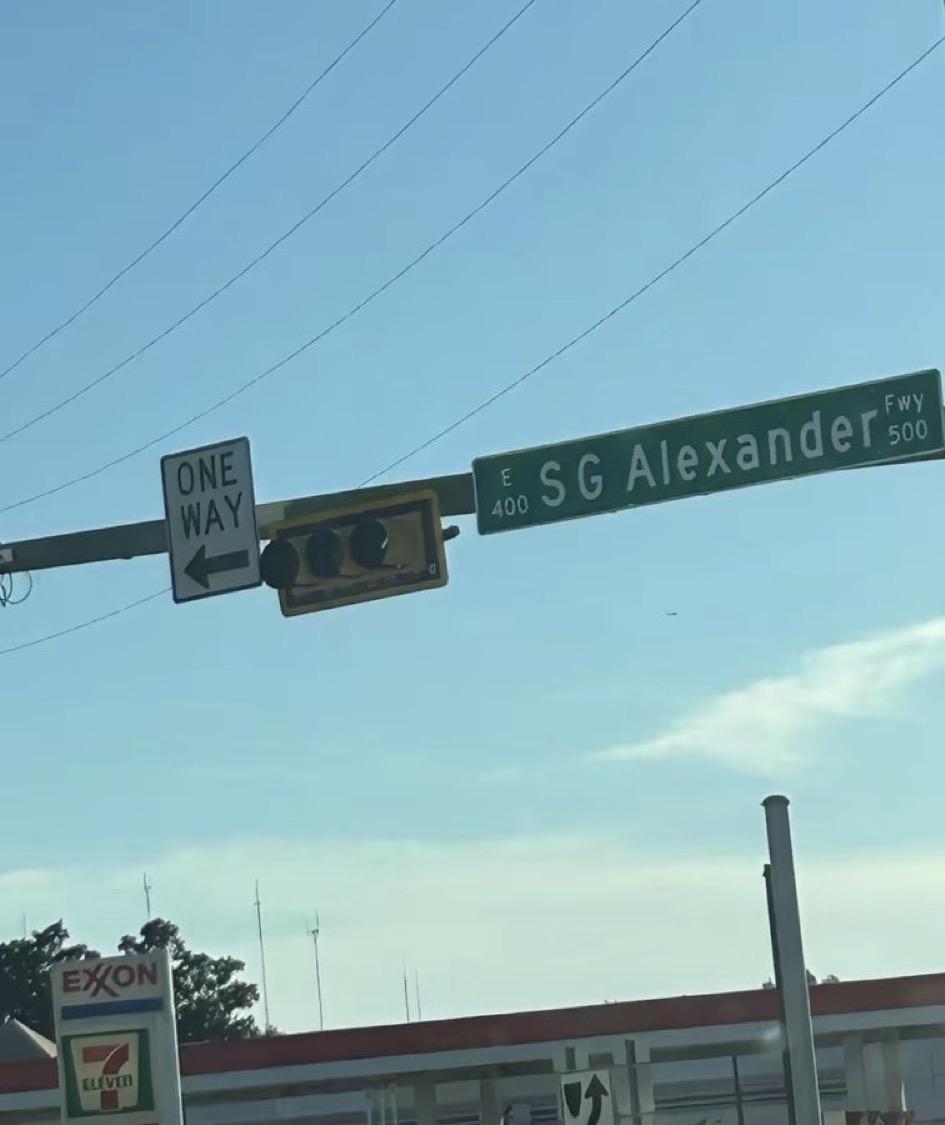 ONE
WAY
E
400
SG Alexander
Fwy
500
EXXON
7
ELEVEN